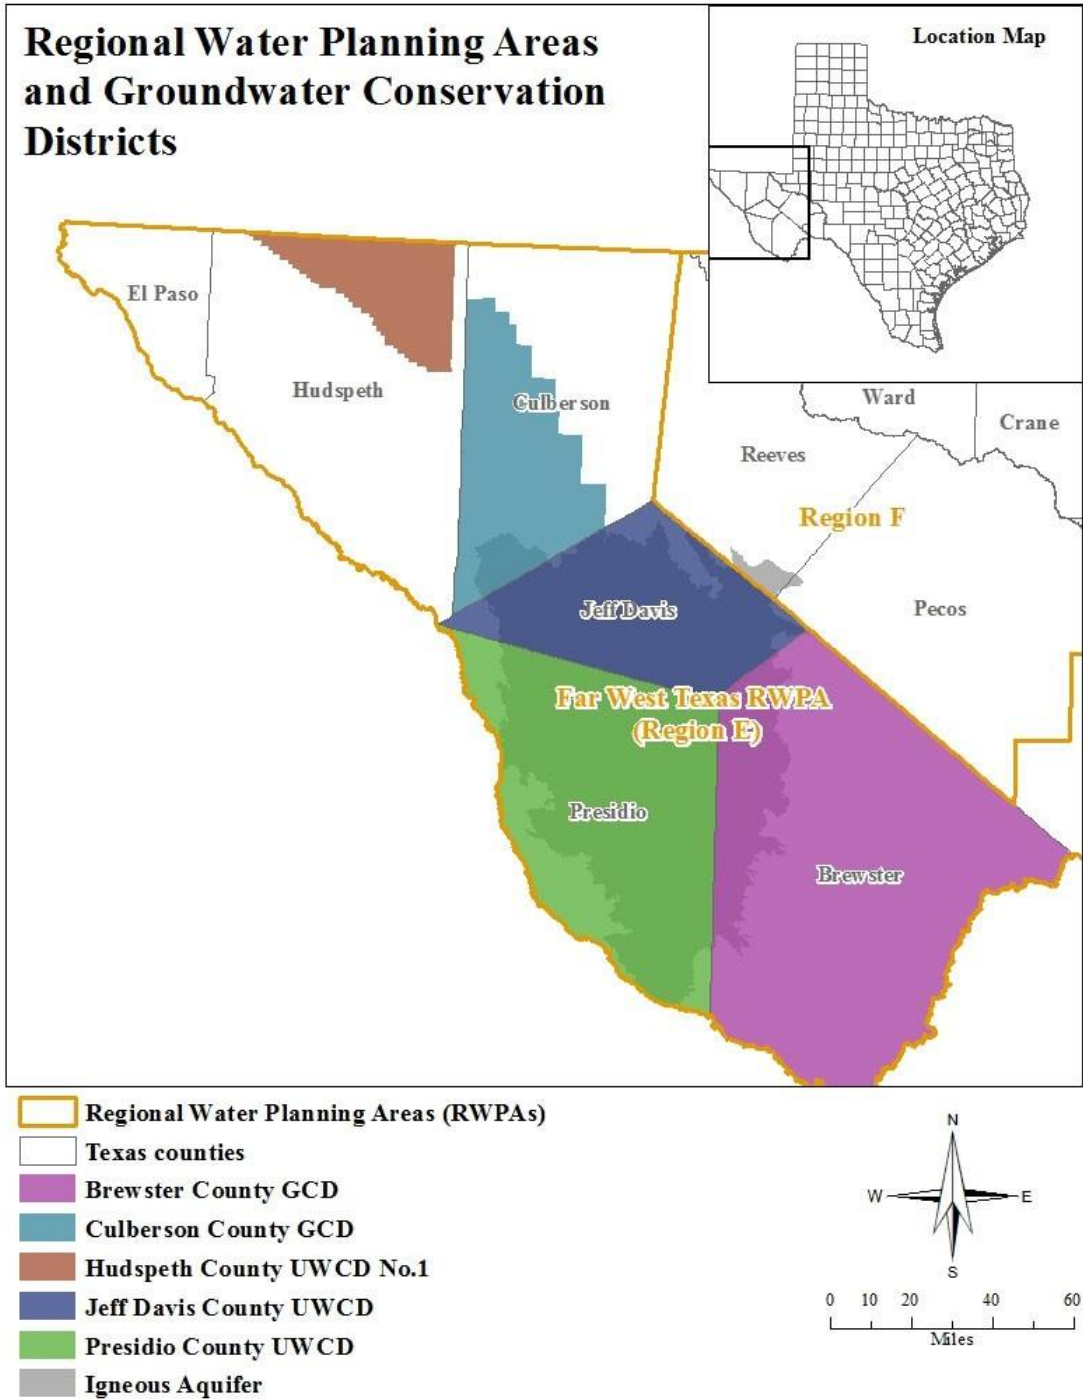 Regional Water Planning Areas
and Groundwater Conservation
Districts
Location Map
El Paso
Hudspeth
Culberson
Ward
Crane
Reeves
Region F
Jeff Davis
Pecos
Far West Texas RWPA
(Region E)
Presidio
Brewster
Regional Water Planning Areas (RWPAs)
Texas counties
Brewster County GCD
Culberson County GCD
Hudspeth County UWCD No.1
Jeff Davis County UWCD
Presidio County UWCD
Igneous Aquifer
N
W E
S
0 10 20 40 60
Miles